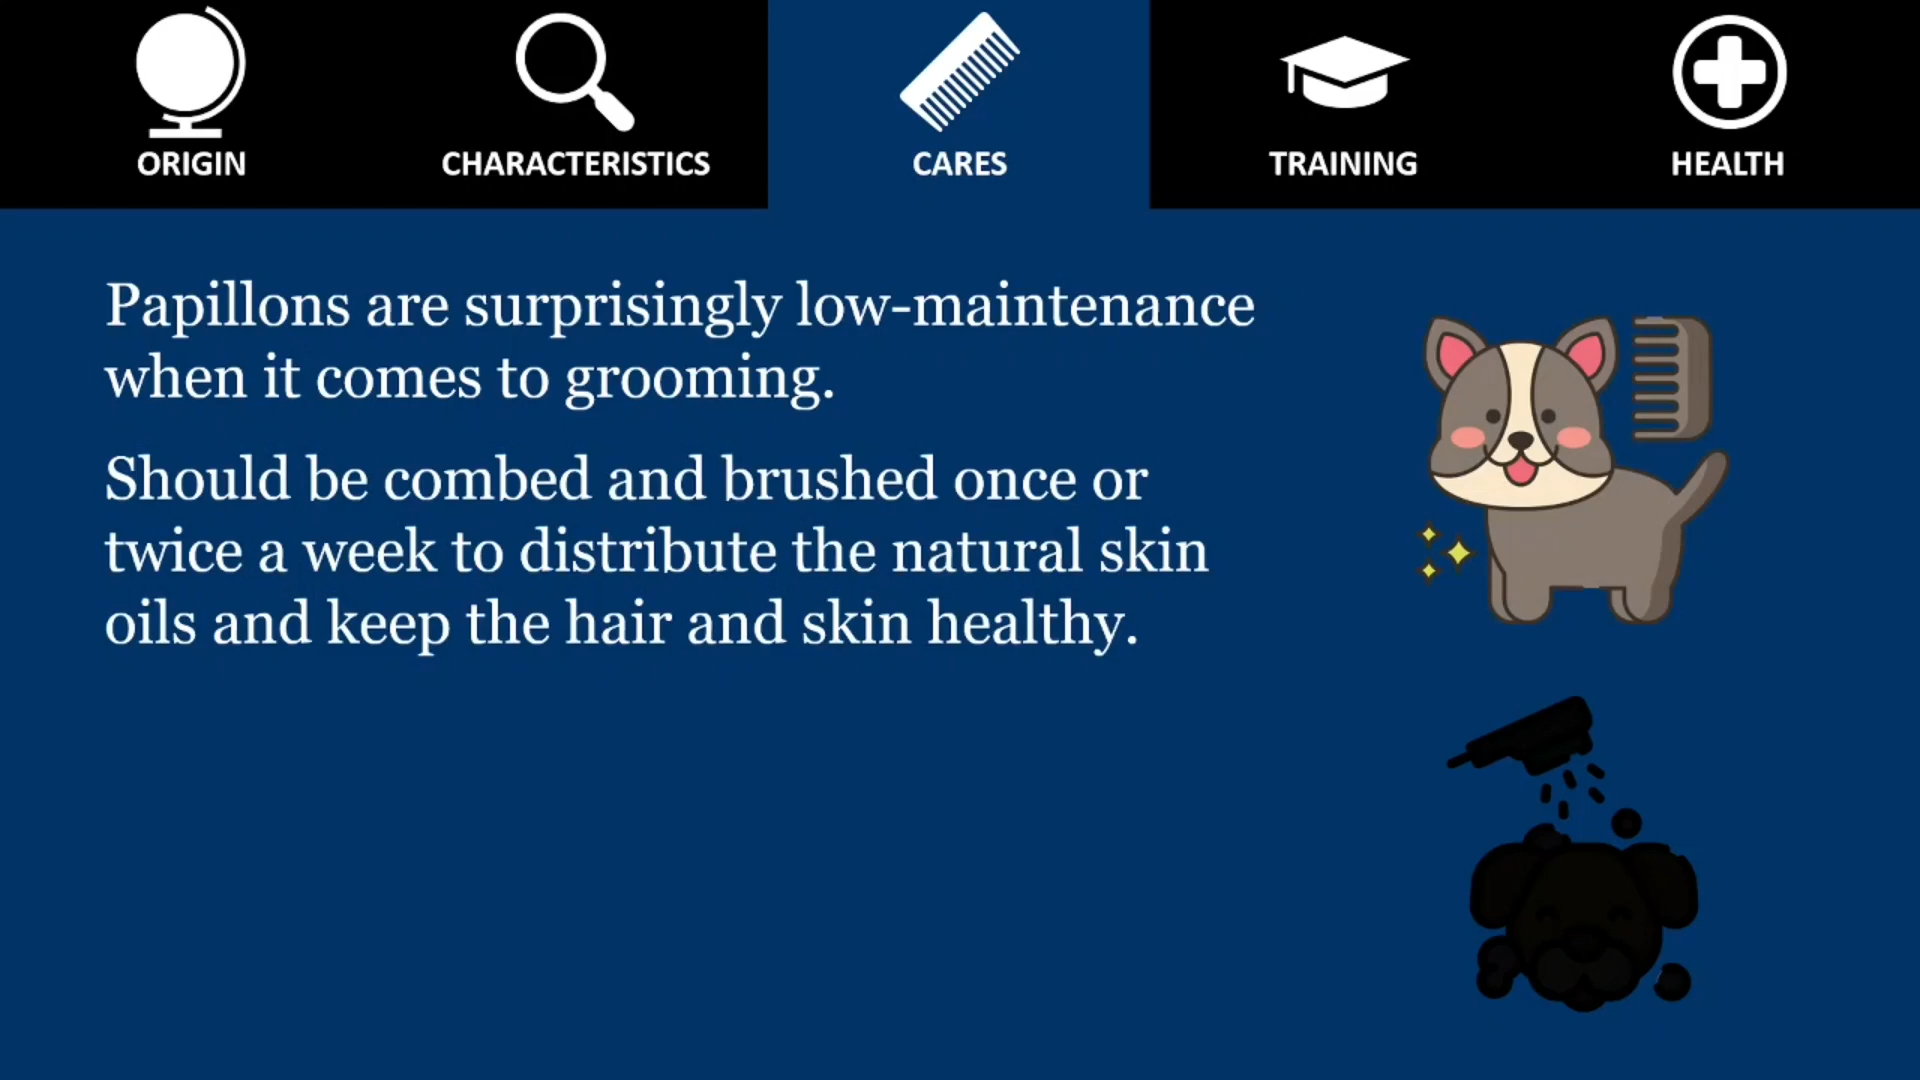 ORIGIN
CHARACTERISTICS
CARES
TRAINING
HEALTH
Papillons are surprisingly low-maintenance
when it comes to grooming.
Should be combed and brushed once or
twice a week to distribute the natural skin
oils and keep the hair and skin healthy.